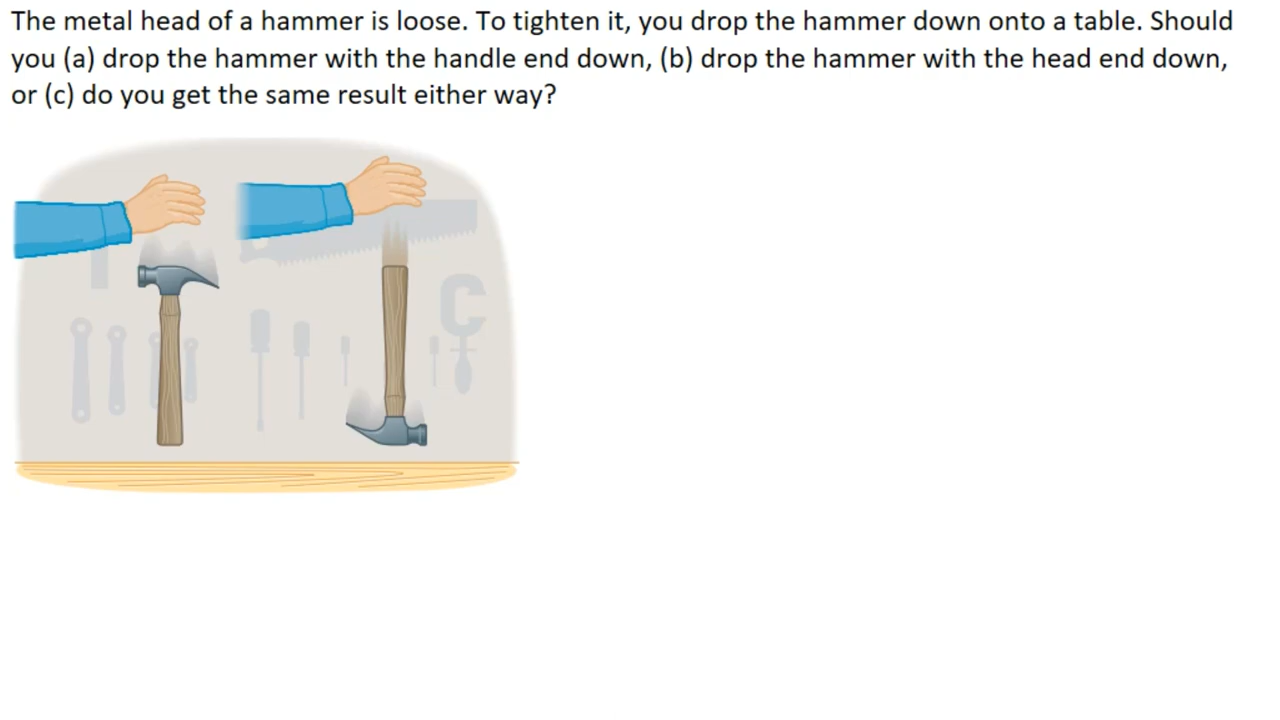 The metal head of a hammer is loose. To tighten it, you drop the hammer down onto a table. Should
you (a) drop the hammer with the handle end down, (b) drop the hammer with the head end down,
or (c) do you get the same result either way?